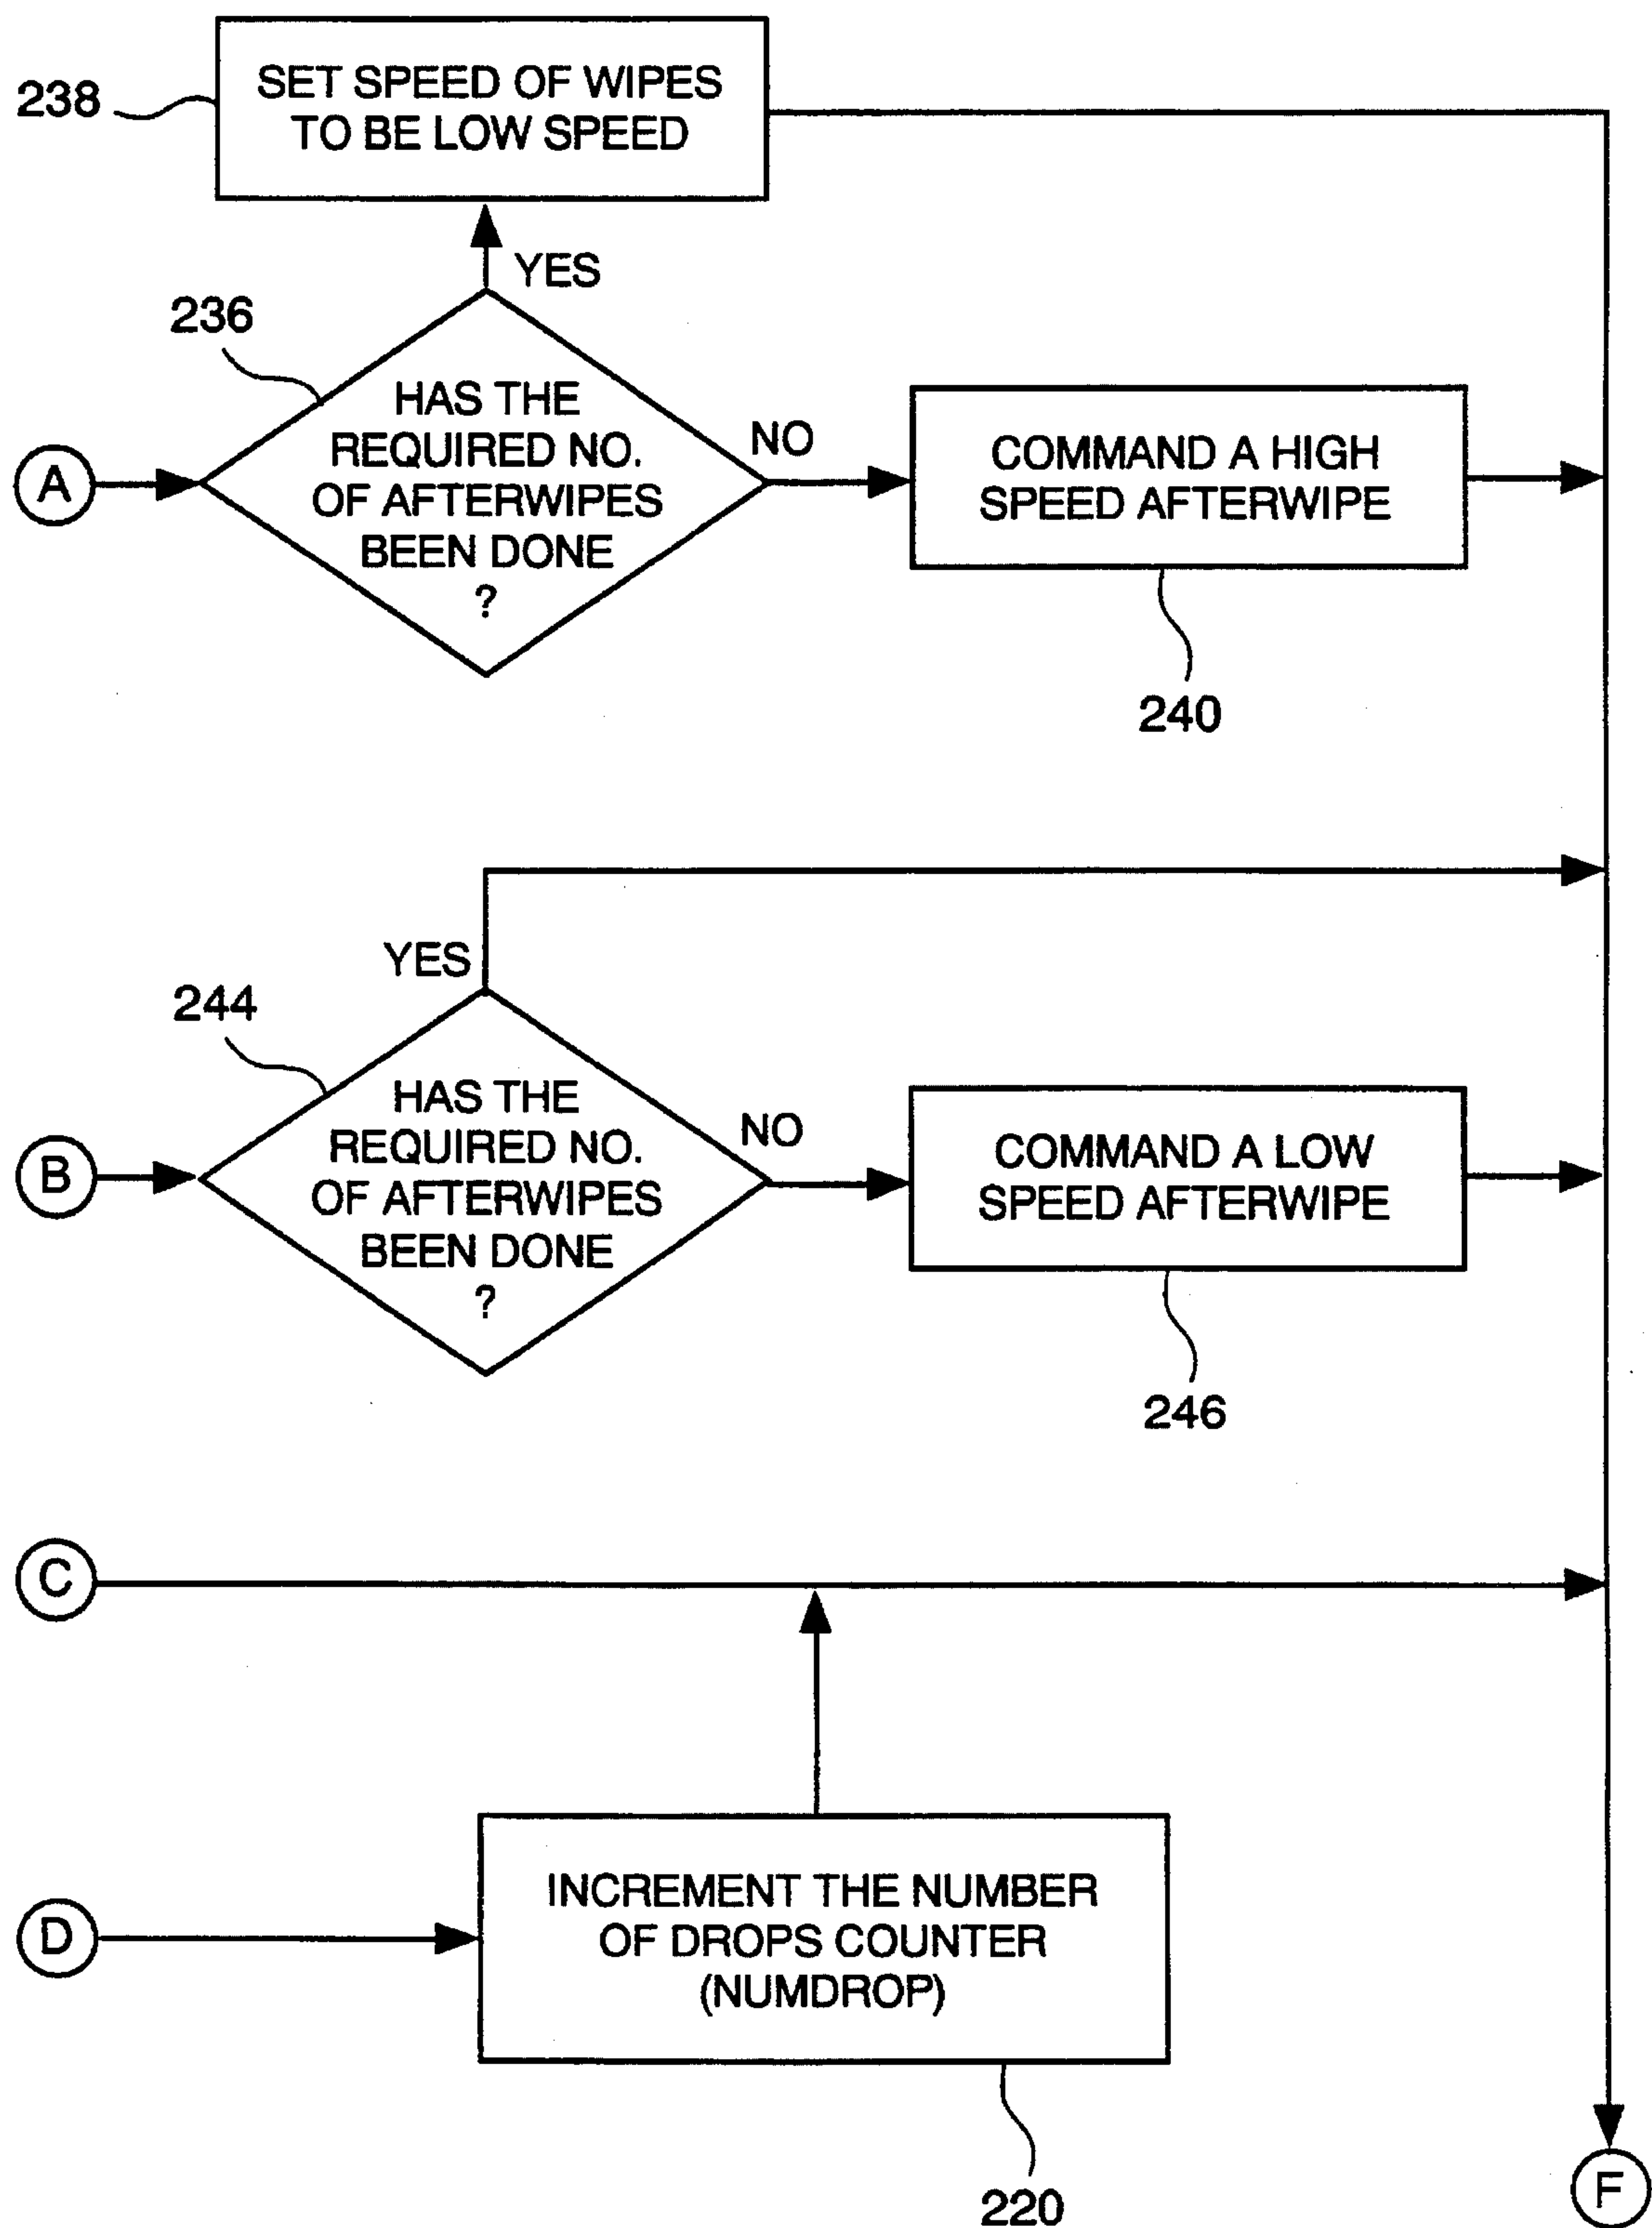 238
SET SPEED OF WIPES
TO BE LOW SPEED
YES
236
HAS THE
REQUIRED NO.
OF AFTERWIPES
BEEN DONE
?
A
NO
COMMAND A HIGH
SPEED AFTERWIPE
240
YES
244
HAS THE
REQUIRED NO.
OF AFTERWIPES
BEEN DONE
?
B
NO
COMMAND A LOW
SPEED AFTERWIPE
246
C
D
INCREMENT THE NUMBER
OF DROPS COUNTER
(NUMDROP)
220
F